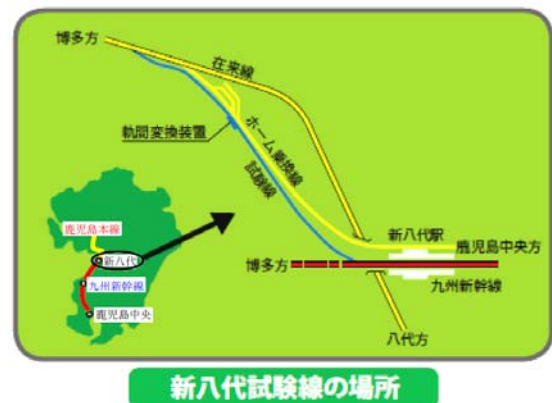 博多方
在来線
軌間変換装置
ホーム乗換線
試験線
新八代駅
鹿児島中央方
博多方
九州新幹線
八代方
鹿児島本線
新八代
九州新幹線
鹿児島中央
新八代試験線の場所